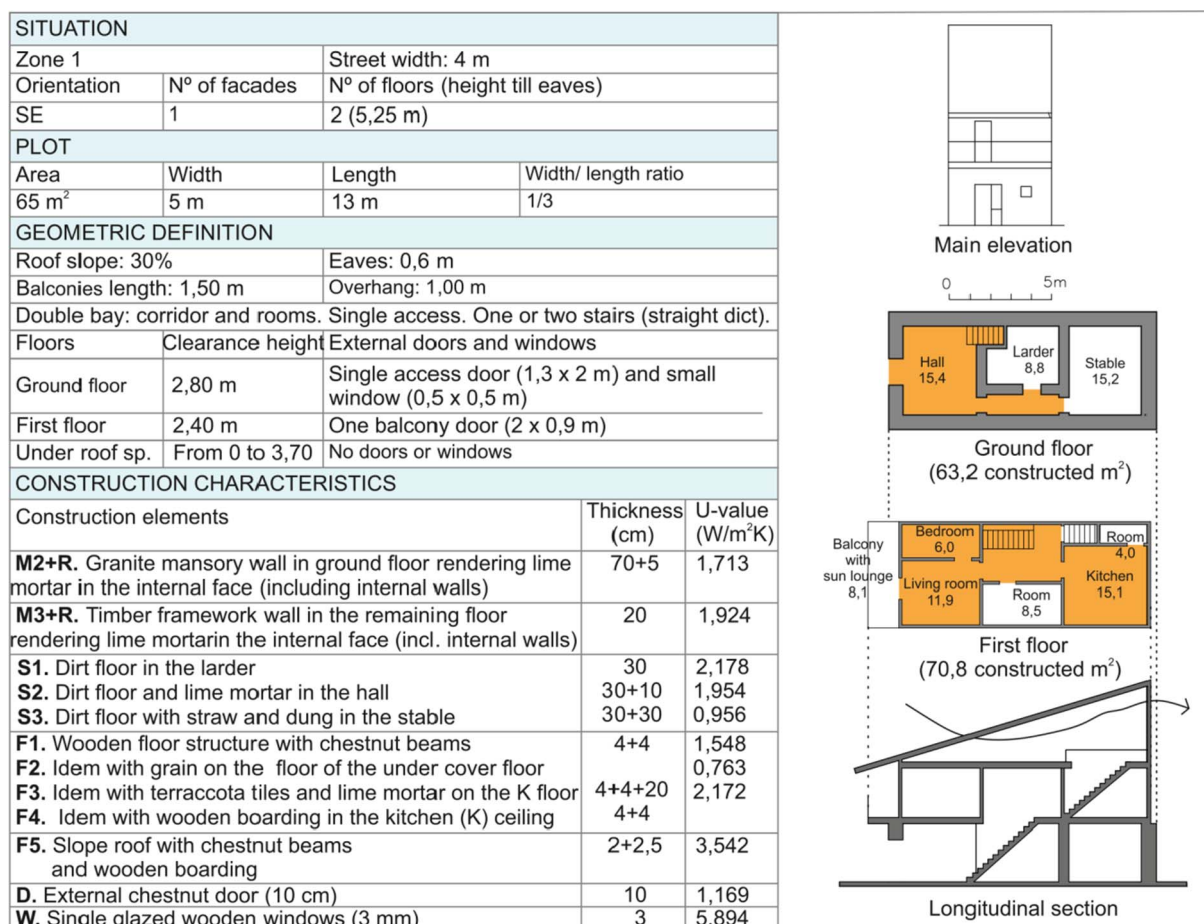 SITUATION
Zone 1 Street width: 4 m
Orientation Nº of facades Nº of floors (height till eaves)
SE 1 2 (5,25 m)
PLOT
Area Width Length Width/ length ratio
65 m² 5 m 13 m 1/3
GEOMETRIC DEFINITION
Roof slope: 30% Eaves: 0,6 m
Balconies length: 1,50 m Overhang: 1,00 m
Double bay: corridor and rooms. Single access. One or two stairs (straight dict).
Floors Clearance height External doors and windows
Ground floor 2,80 m Single access door (1,3 x 2 m) and small
window (0,5 x 0,5 m)
First floor 2,40 m One balcony door (2 x 0,9 m)
Under roof sp. From 0 to 3,70 No doors or windows
CONSTRUCTION CHARACTERISTICS
Construction elements Thickness (cm) U-value (W/m²K)
M2+R. Granite mansory wall in ground floor rendering lime 70+5 1,713
mortar in the internal face (including internal walls)
M3+R. Timber framework wall in the remaining floor 20 1,924
rendering lime mortarin the internal face (incl. internal walls)
S1. Dirt floor in the larder 30 2,178
S2. Dirt floor and lime mortar in the hall 30+10 1,954
S3. Dirt floor with straw and dung in the stable 30+30 0,956
F1. Wooden floor structure with chestnut beams 4+4 1,548
F2. Idem with grain on the floor of the under cover floor 0,763
F3. Idem with terraccota tiles and lime mortar on the K floor 4+4+20 2,172
F4. Idem with wooden boarding in the kitchen (K) ceiling 4+4
F5. Slope roof with chestnut beams 2+2,5 3,542
and wooden boarding
D. External chestnut door (10 cm) 10 1,169
W. Single glazed wooden windows (3 mm) 3 5,894
Main elevation
0 5m
Hall
15,4
Larder
8,8
Stable
15,2
Ground floor
(63,2 constructed m²)
Balcony
with
sun lounge
8,1
Bedroom
6,0
Living room
11,9
Room
8,5
Room
4,0
Kitchen
15,1
First floor
(70,8 constructed m²)
Longitudinal section